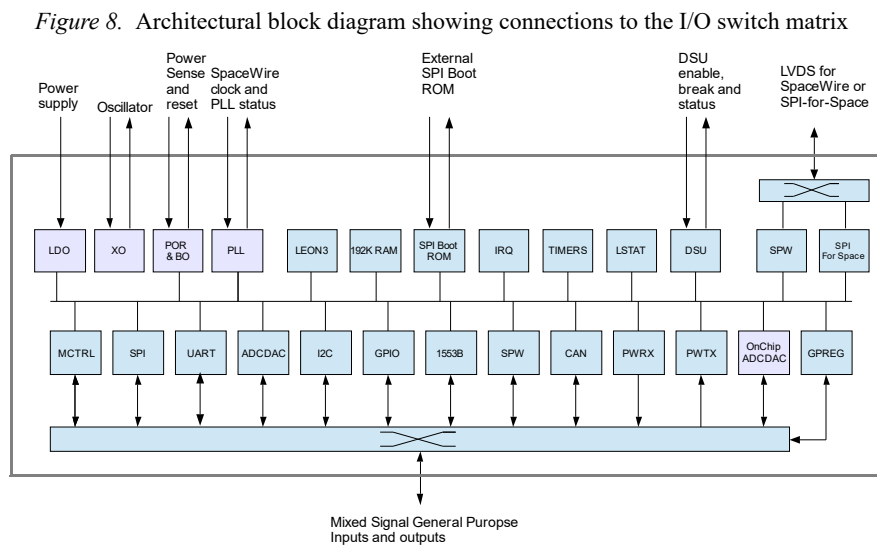 Figure 8. Architectural block diagram showing connections to the I/O switch matrix
Power
supply
Oscillator
Power
Sense
and
reset
SpaceWire
clock and
PLL status
External
SPI Boot
ROM
DSU
enable,
break and
status
LVDS for
SpaceWire or
SPI-for-Space
LDO
XO
POR
& BO
PLL
LEON3
192K RAM
SPI Boot
ROM
IRQ
TIMERS
LSTAT
DSU
SPW
SPI
For Space
MCTRL
SPI
UART
ADCDAC
I2C
GPIO
1553B
SPW
CAN
PWRX
PWTX
OnChip
ADCDAC
GPREG
Mixed Signal General Puropse
Inputs and outputs